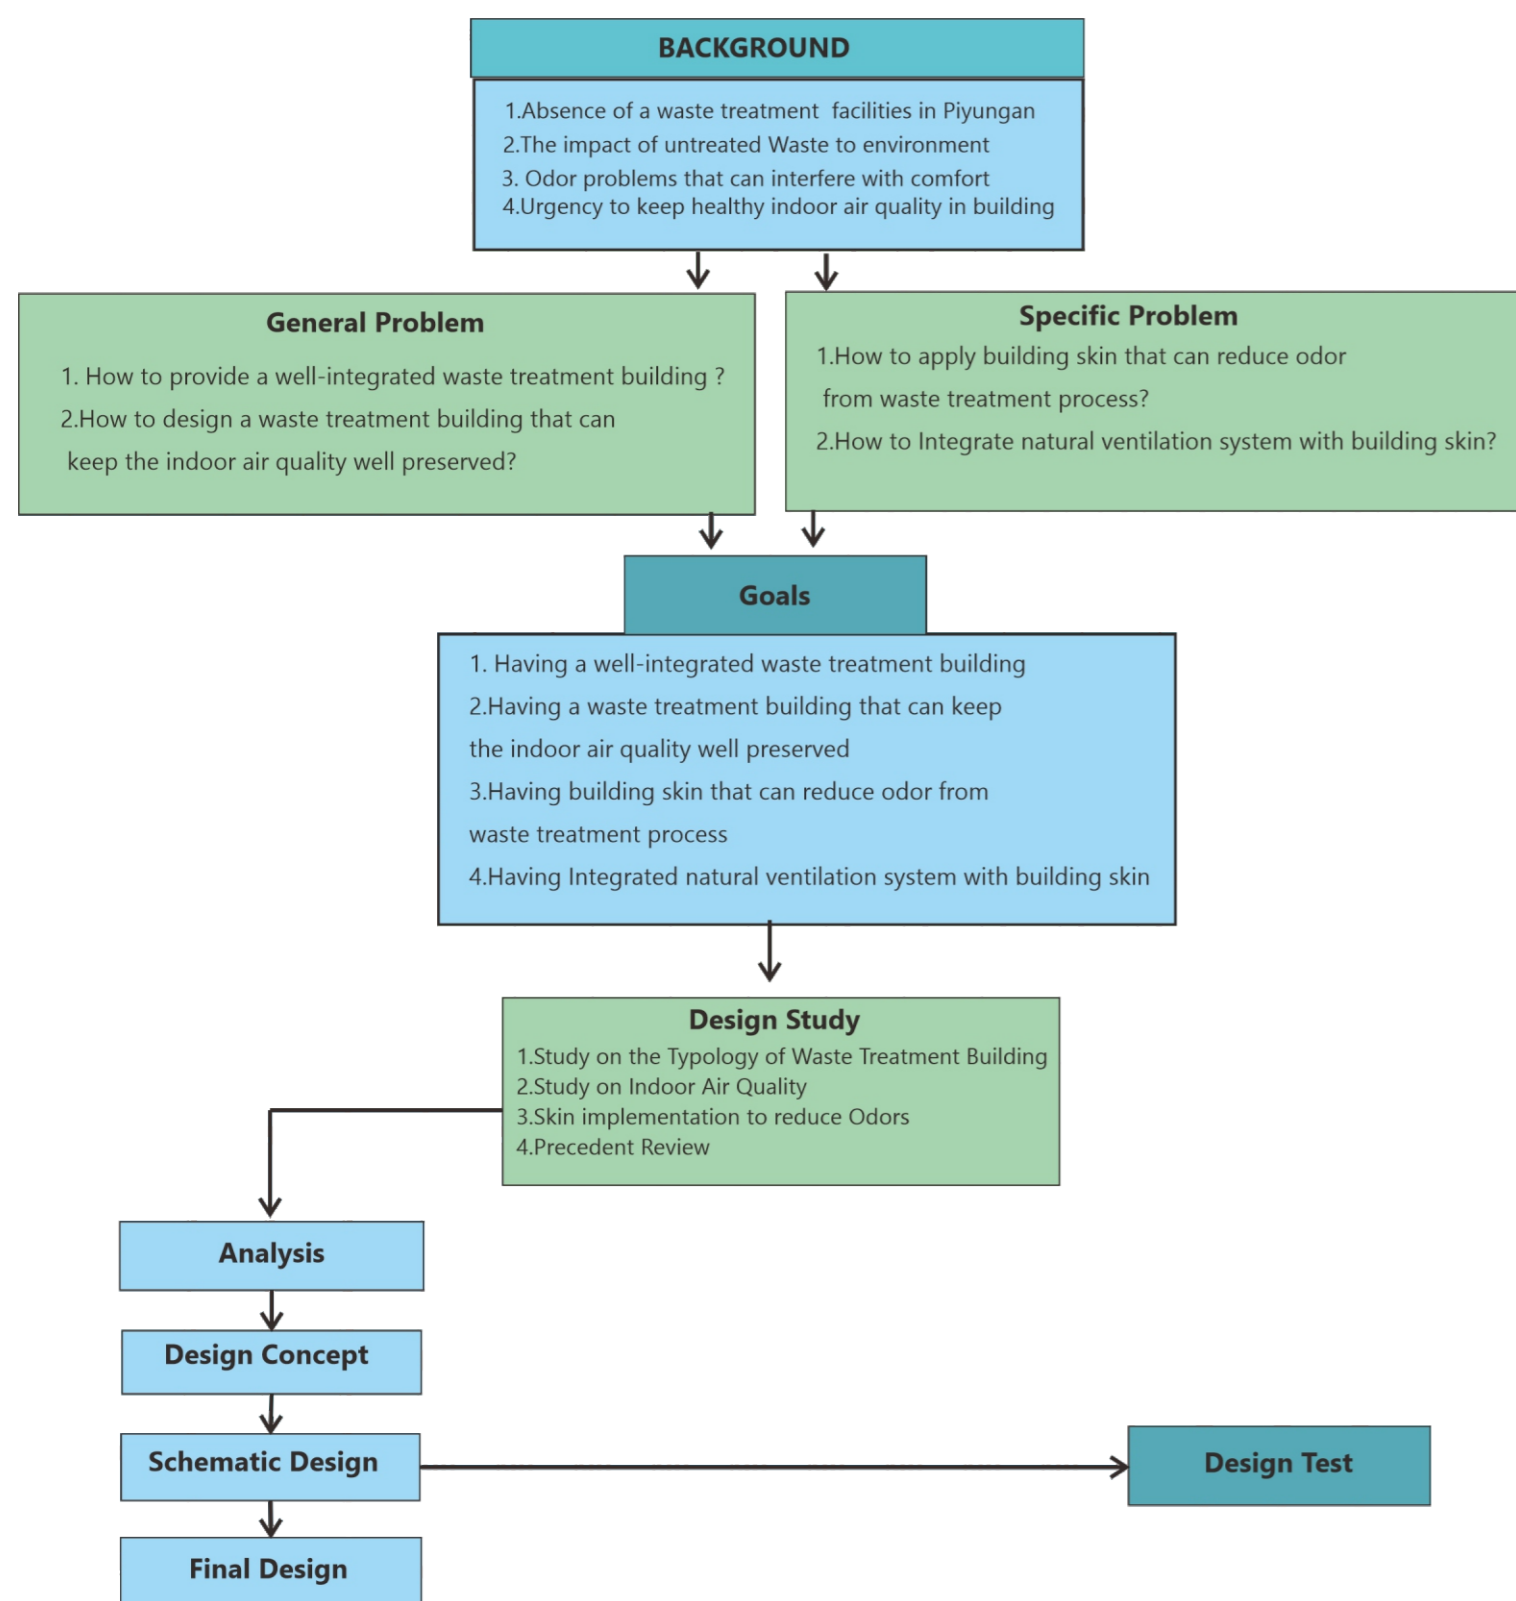 BACKGROUND
1.Absence of a waste treatment facilities in Piyungan
2.The impact of untreated Waste to environment
3. Odor problems that can interfere with comfort
4.Urgency to keep healthy indoor air quality in building
General Problem
1. How to provide a well-integrated waste treatment building ?
2.How to design a waste treatment building that can
keep the indoor air quality well preserved?
Specific Problem
1.How to apply building skin that can reduce odor
from waste treatment process?
2.How to Integrate natural ventilation system with building skin?
Goals
1. Having a well-integrated waste treatment building
2.Having a waste treatment building that can keep
the indoor air quality well preserved
3.Having building skin that can reduce odor from
waste treatment process
4.Having Integrated natural ventilation system with building skin
Design Study
1.Study on the Typology of Waste Treatment Building
2.Study on Indoor Air Quality
3.Skin implementation to reduce Odors
4.Precedent Review
Analysis
Design Concept
Schematic Design
Design Test
Final Design